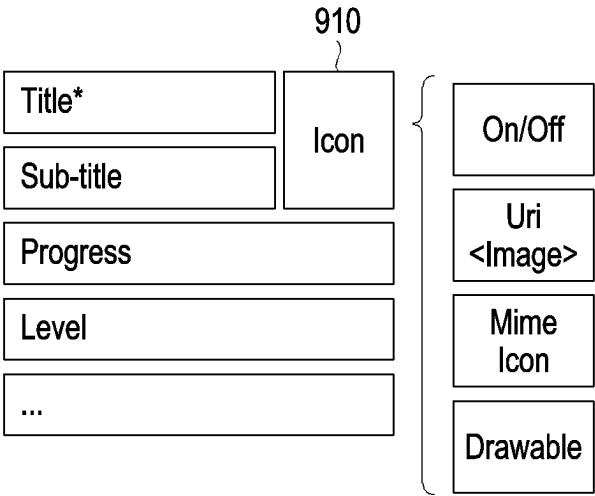 910
Title*
Icon
Sub-title
Progress
Level
...
On/Off
Uri
<Image>
Mime
Icon
Drawable